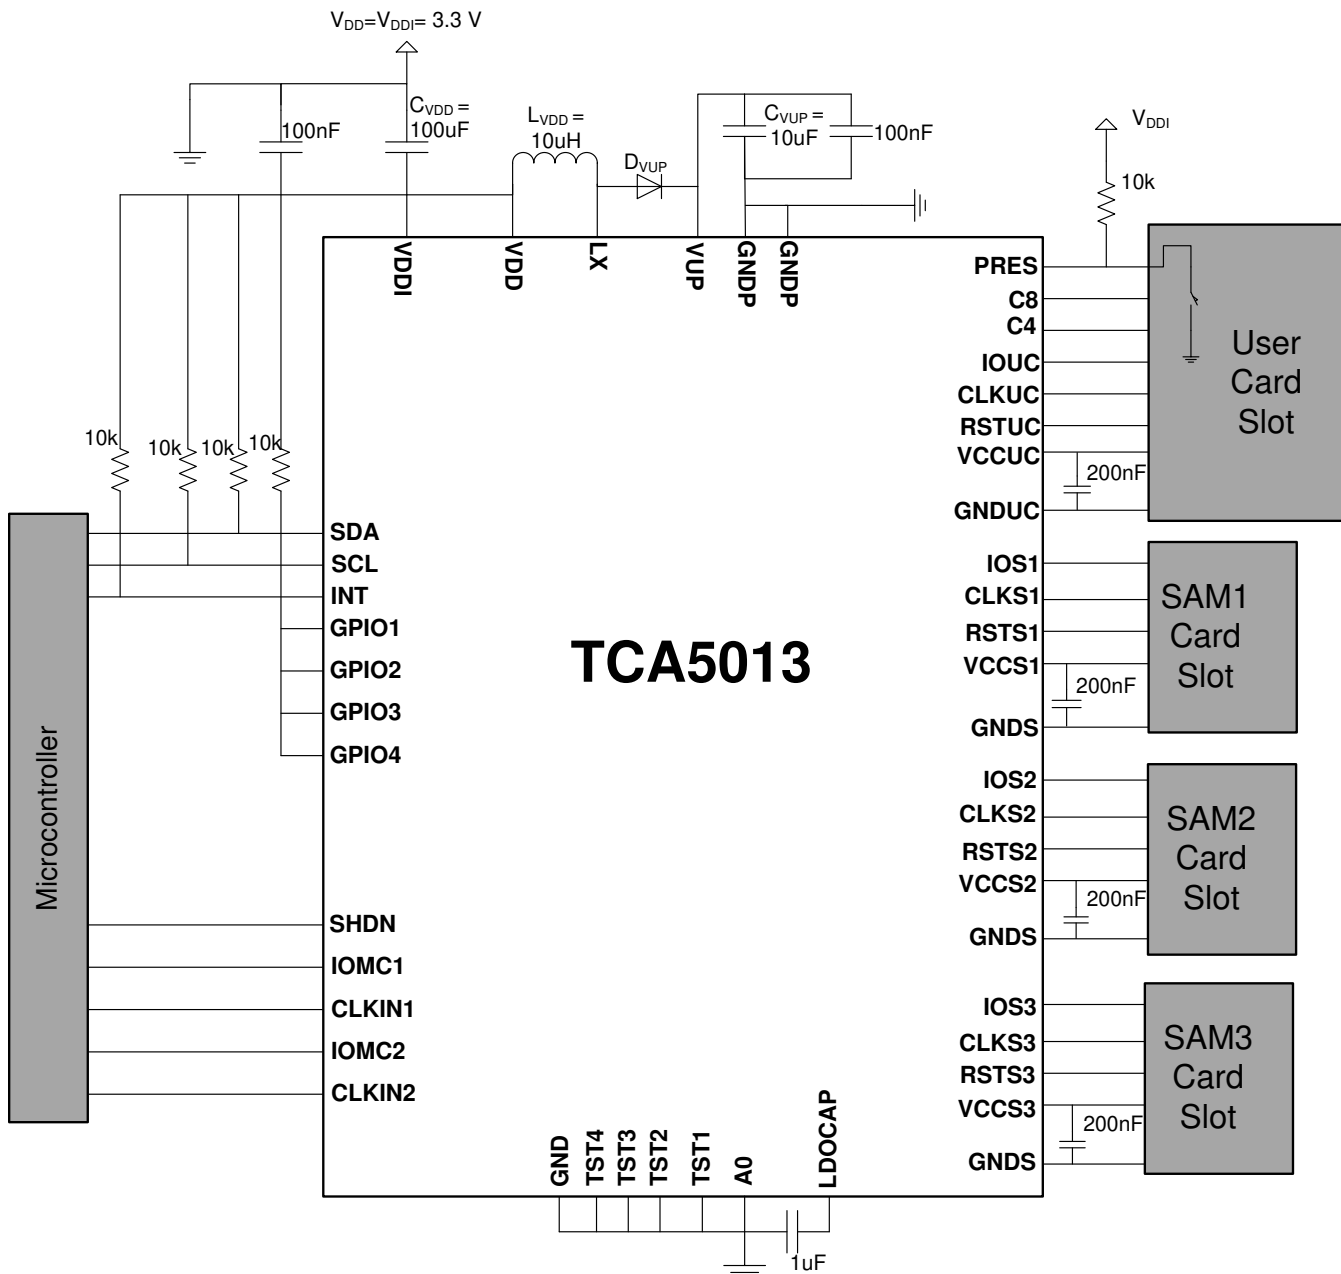 VDD=VDDI= 3.3 V
100nF
CVDD =
100uF
LVDD =
10uH
DVUP
CVUP =
10uF
100nF
VDDI
10k
VDDI
VDD
LX
VUP
GNDP
GNDP
PRES
C8
C4
IOUC
CLKUC
RSTUC
VCCUC
GNDUC
200nF
User
Card
Slot
10k
10k
10k
10k
SDA
SCL
INT
GPIO1
GPIO2
GPIO3
GPIO4
Microcontroller
SHDN
IOMC1
CLKIN1
IOMC2
CLKIN2
TCA5013
IOS1
CLKS1
RSTS1
VCCS1
GNDS
200nF
SAM1
Card
Slot
IOS2
CLKS2
RSTS2
VCCS2
GNDS
200nF
SAM2
Card
Slot
IOS3
CLKS3
RSTS3
VCCS3
GNDS
200nF
SAM3
Card
Slot
GND
TST4
TST3
TST2
TST1
A0
LDOCAP
1uF